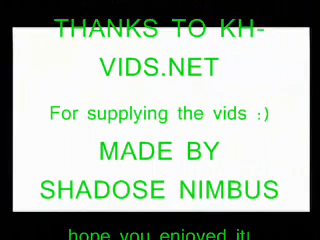 THANKS TO KH-
VIDS.NET
For supplying the vids :)
MADE BY
SHADOSE NIMBUS
hope you enjoyed it!